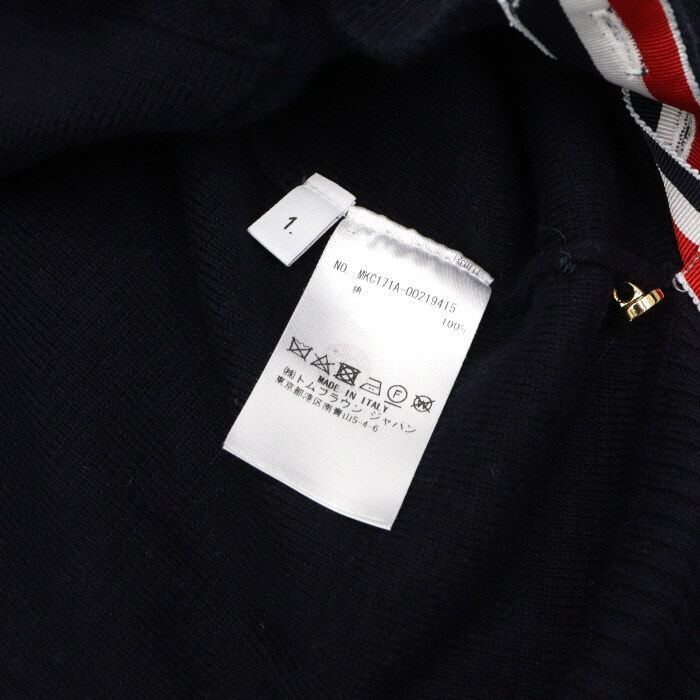 1.
NO. MKC171A-00219415
綿
100%
MADE IN ITALY
㈱トムブラウン ジャパン
東京都港区南青山5-4-6